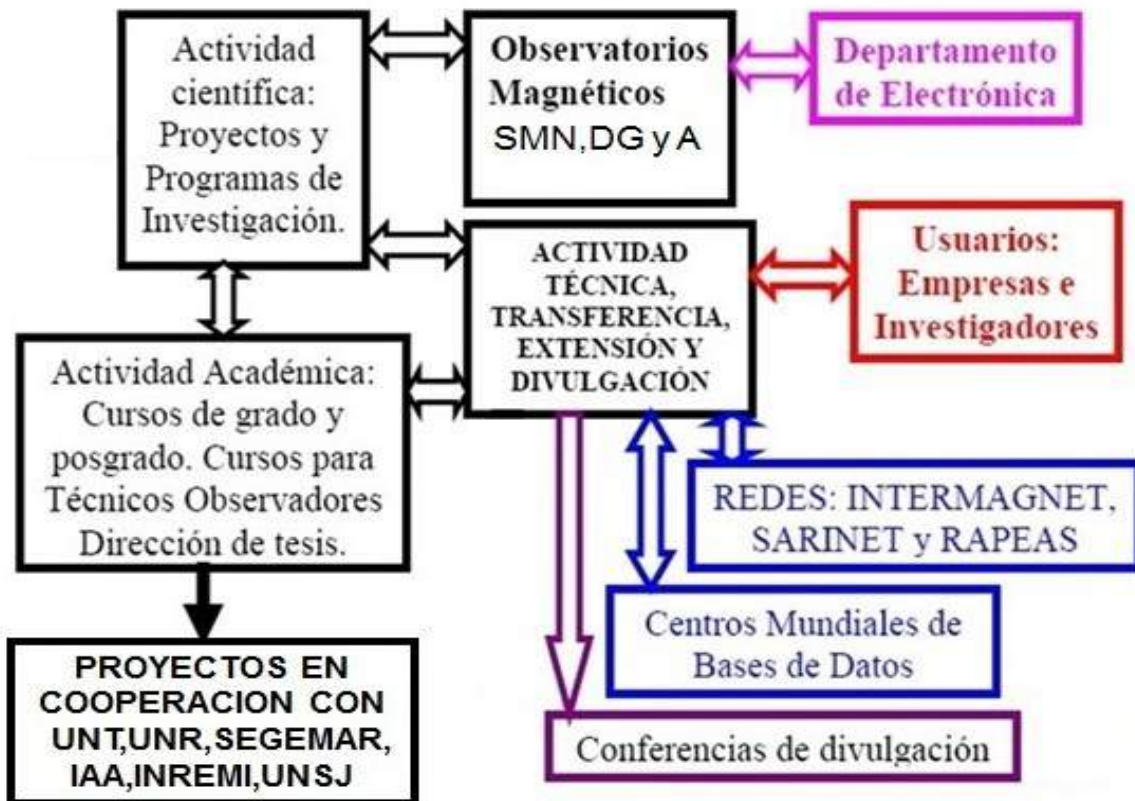 Actividad
científica:
Proyectos y
Programas de
Investigación.
Observatorios
Magnéticos
SMN,DG y A
Departamento
de Electrónica
ACTIVIDAD
TÉCNICA,
TRANSFERENCIA,
EXTENSIÓN Y
DIVULGACIÓN
Usuarios:
Empresas e
Investigadores
Actividad Académica:
Cursos de grado y
posgrado. Cursos para
Técnicos Observadores
Dirección de tesis.
REDES: INTERMAGNET,
SARINET y RAPEAS
Centros Mundiales de
Bases de Datos
PROYECTOS EN
COOPERACION CON
UNT,UNR,SEGEMAR,
IAA,INREMI,UNSJ
Conferencias de divulgación